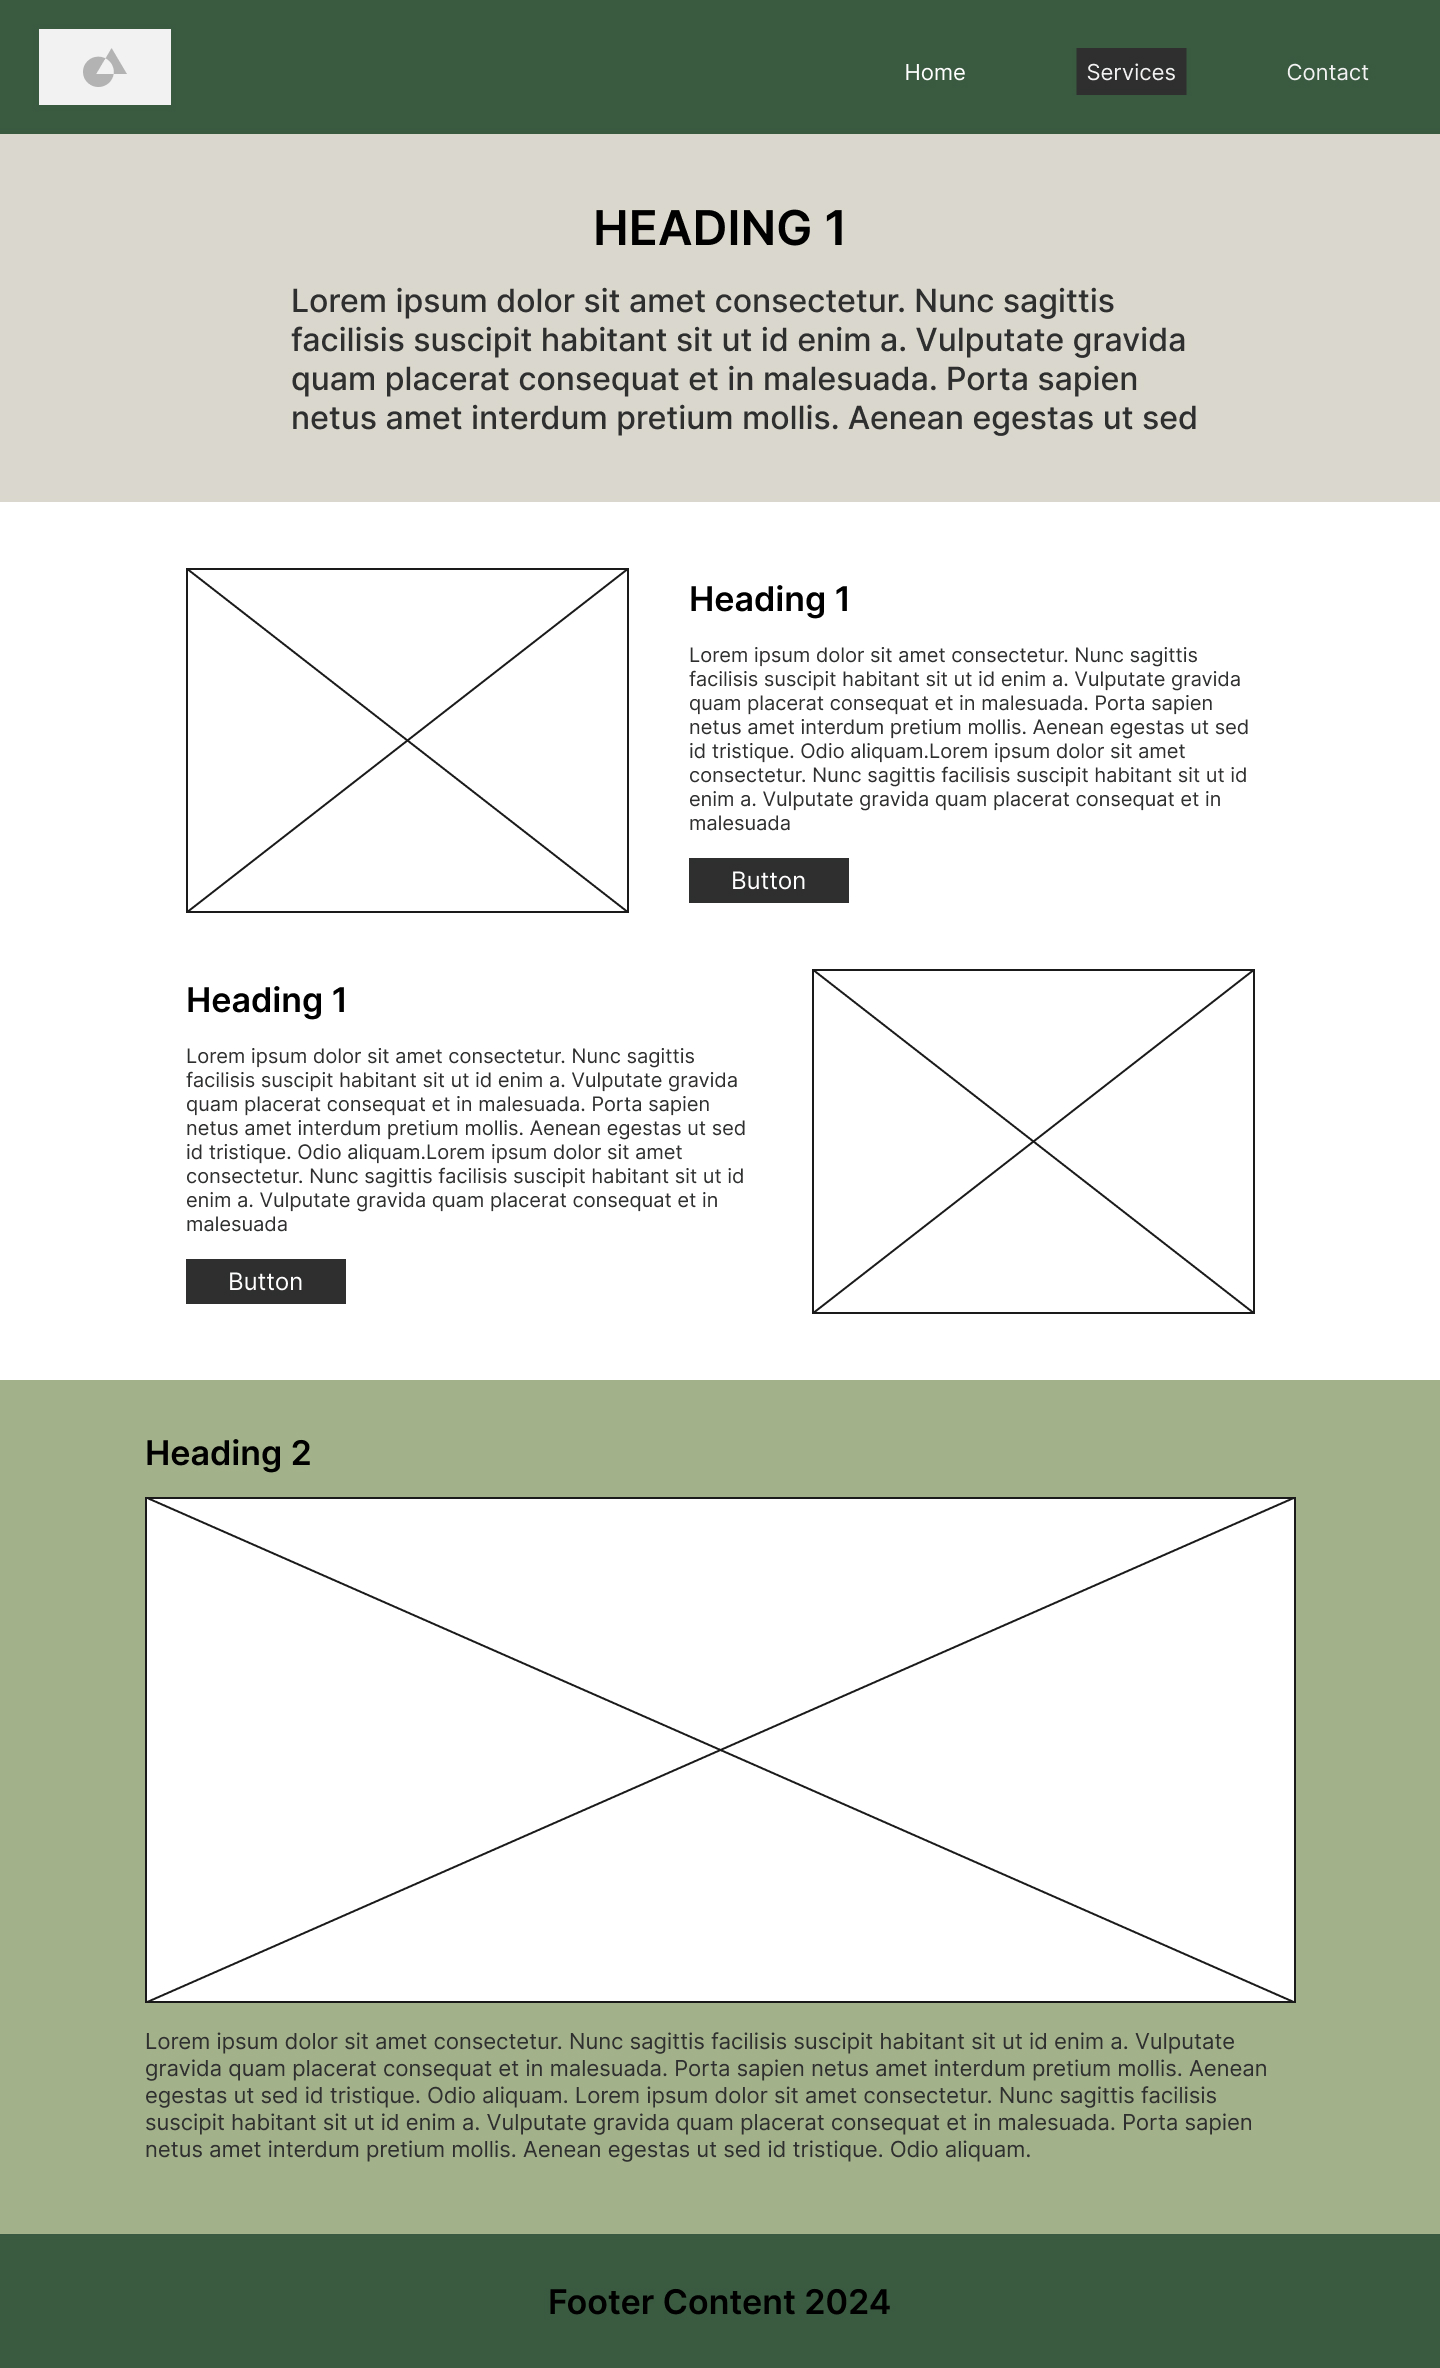 Home
Services
Contact
HEADING 1
Lorem ipsum dolor sit amet consectetur. Nunc sagittis
facilisis suscipit habitant sit ut id enim a. Vulputate gravida
quam placerat consequat et in malesuada. Porta sapien
netus amet interdum pretium mollis. Aenean egestas ut sed
Heading 1
Lorem ipsum dolor sit amet consectetur. Nunc sagittis
facilisis suscipit habitant sit ut id enim a. Vulputate gravida
quam placerat consequat et in malesuada. Porta sapien
netus amet interdum pretium mollis. Aenean egestas ut sed
id tristique. Odio aliquam.Lorem ipsum dolor sit amet
consectetur. Nunc sagittis facilisis suscipit habitant sit ut id
enim a. Vulputate gravida quam placerat consequat et in
malesuada
Button
Heading 1
Lorem ipsum dolor sit amet consectetur. Nunc sagittis
facilisis suscipit habitant sit ut id enim a. Vulputate gravida
quam placerat consequat et in malesuada. Porta sapien
netus amet interdum pretium mollis. Aenean egestas ut sed
id tristique. Odio aliquam.Lorem ipsum dolor sit amet
consectetur. Nunc sagittis facilisis suscipit habitant sit ut id
enim a. Vulputate gravida quam placerat consequat et in
malesuada
Button
Heading 2
Lorem ipsum dolor sit amet consectetur. Nunc sagittis facilisis suscipit habitant sit ut id enim a. Vulputate
gravida quam placerat consequat et in malesuada. Porta sapien netus amet interdum pretium mollis. Aenean
egestas ut sed id tristique. Odio aliquam. Lorem ipsum dolor sit amet consectetur. Nunc sagittis facilisis
suscipit habitant sit ut id enim a. Vulputate gravida quam placerat consequat et in malesuada. Porta sapien
netus amet interdum pretium mollis. Aenean egestas ut sed id tristique. Odio aliquam.
Footer Content 2024